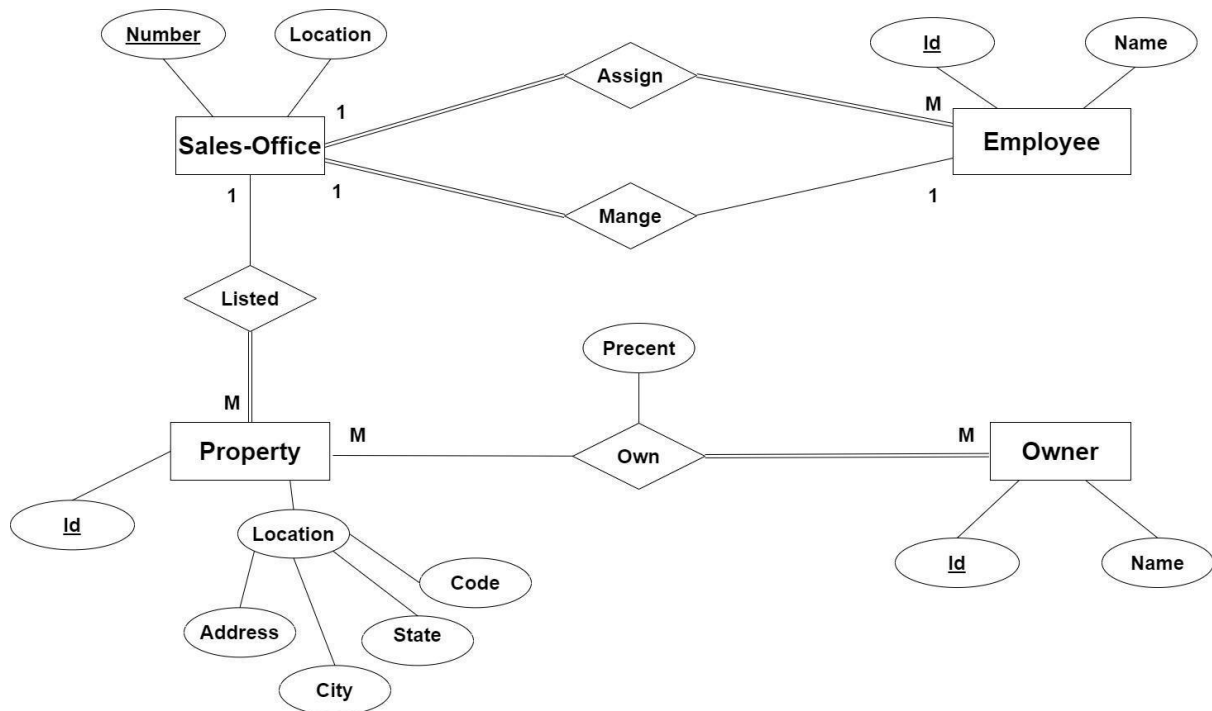 Number
Location
Id
Name
Assign
1
M
Sales-Office
Employee
1
1
Mange
1
Listed
Precent
M
Property
M
Own
M
Owner
Id
Location
Code
Id
Name
Address
State
City